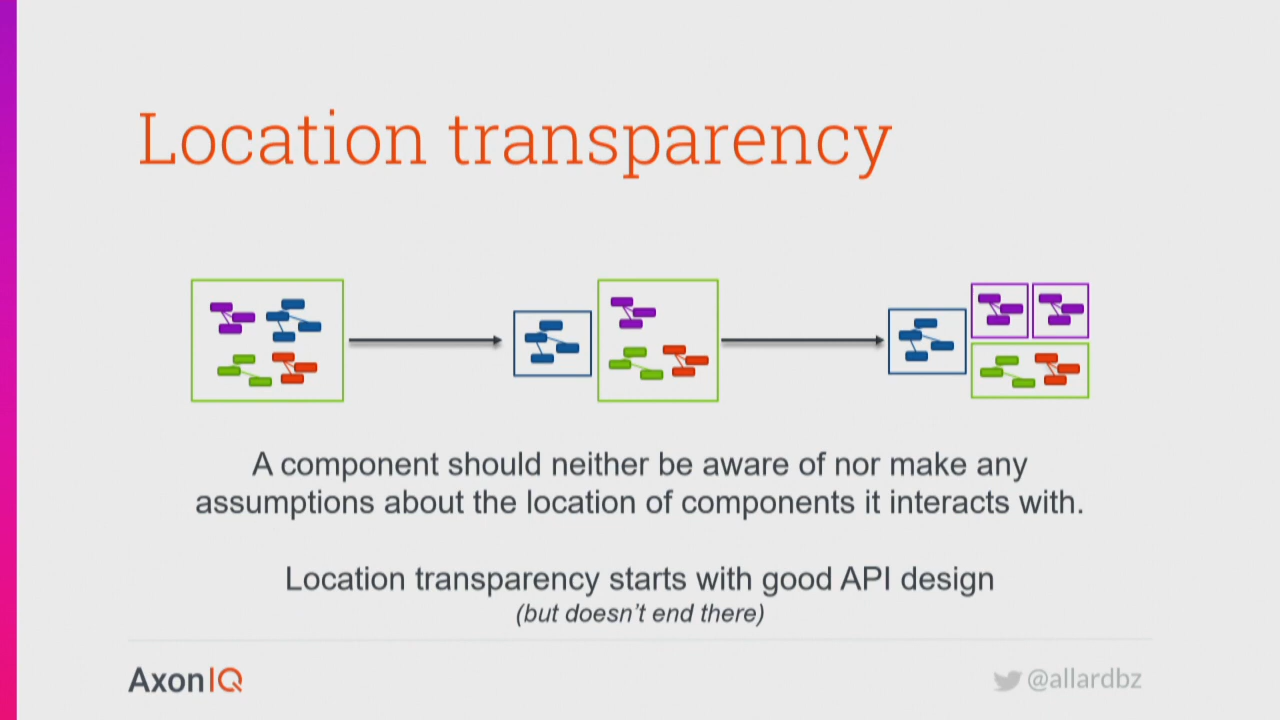 Location transparency
A component should neither be aware of nor make any
assumptions about the location of components it interacts with.
Location transparency starts with good API design
(but doesn't end there)
AxonIQ
@allardbz